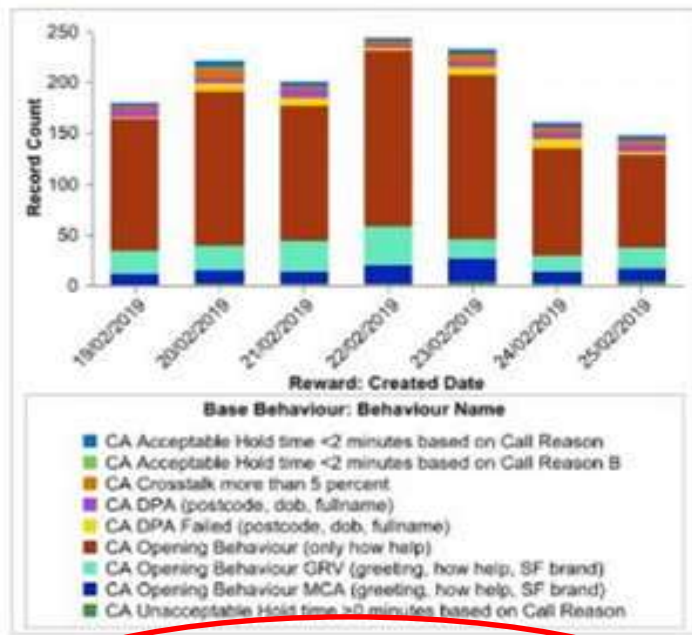 250
200
150
100
50
0
Record Count
19/02/2019
20/02/2019
21/02/2019
22/02/2019
23/02/2019
24/02/2019
25/02/2019
Reward: Created Date
Base Behaviour: Behaviour Name
CA Acceptable Hold time <2 minutes based on Call Reason
CA Acceptable Hold time <2 minutes based on Call Reason B
CA Crosstalk more than 5 percent
CA DPA (postcode, dob, fullname)
CA DPA Failed (postcode, dob, fullname)
CA Opening Behaviour (only how help)
CA Opening Behaviour GRV (greeting, how help, SF brand)
CA Opening Behaviour MCA (greeting, how help, SF brand)
CA Unacceptable Hold time >0 minutes based on Call Reason